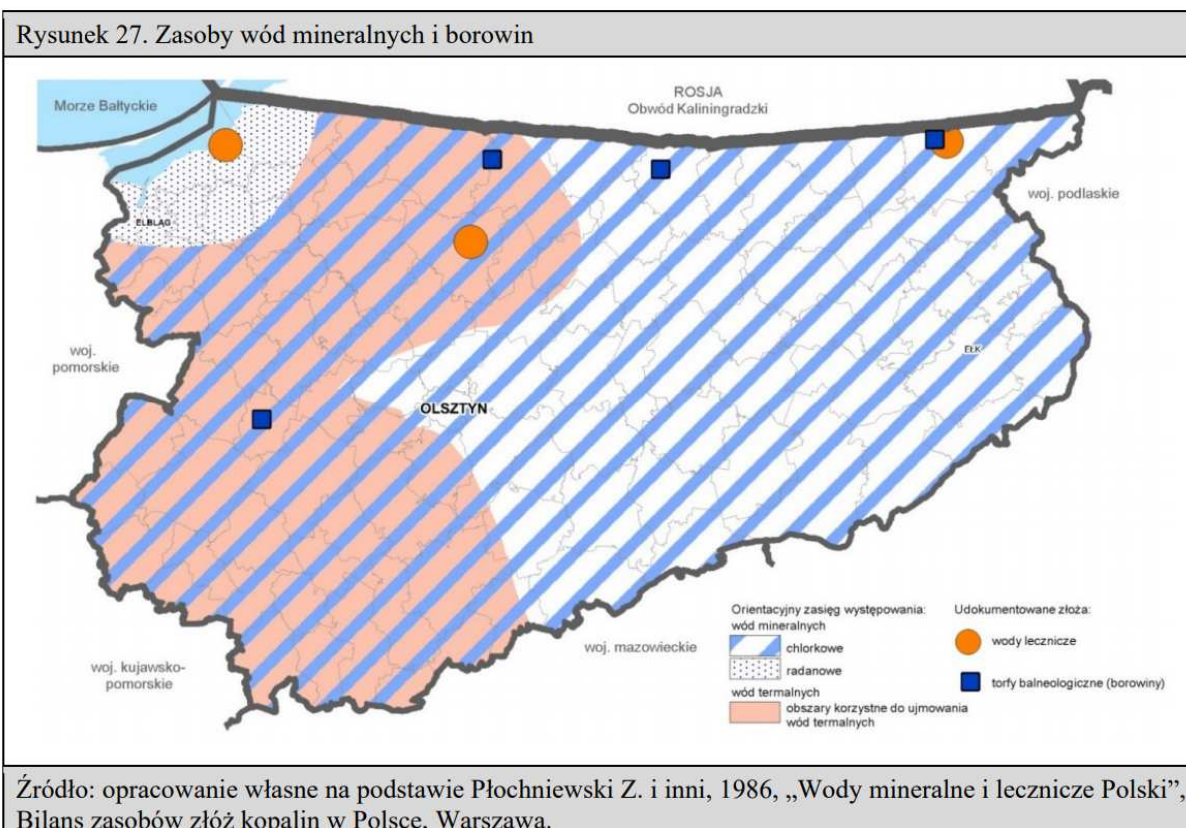 Rysunek 27. Zasoby wód mineralnych i borowin
Morze Bałtyckie
ROSJA
Obwód Kaliningradzki
woj. podlaskie
ELBLĄG
woj.
pomorskie
EŁK
OLSZTYN
woj. mazowieckie
woj. kujawsko-
pomorskie
Orientacyjny zasięg występowania:
wód mineralnych
chlorkowe
radanowe
wód termalnych
obszary korzystne do ujmowania
wód termalnych
Udokumentowane złoża:
wody lecznicze
torfy balneologiczne (borowiny)
Źródło: opracowanie własne na podstawie Płochniewski Z. i inni, 1986, „Wody mineralne i lecznicze Polski”,
Bilans zasobów złóż kopalin w Polsce, Warszawa.